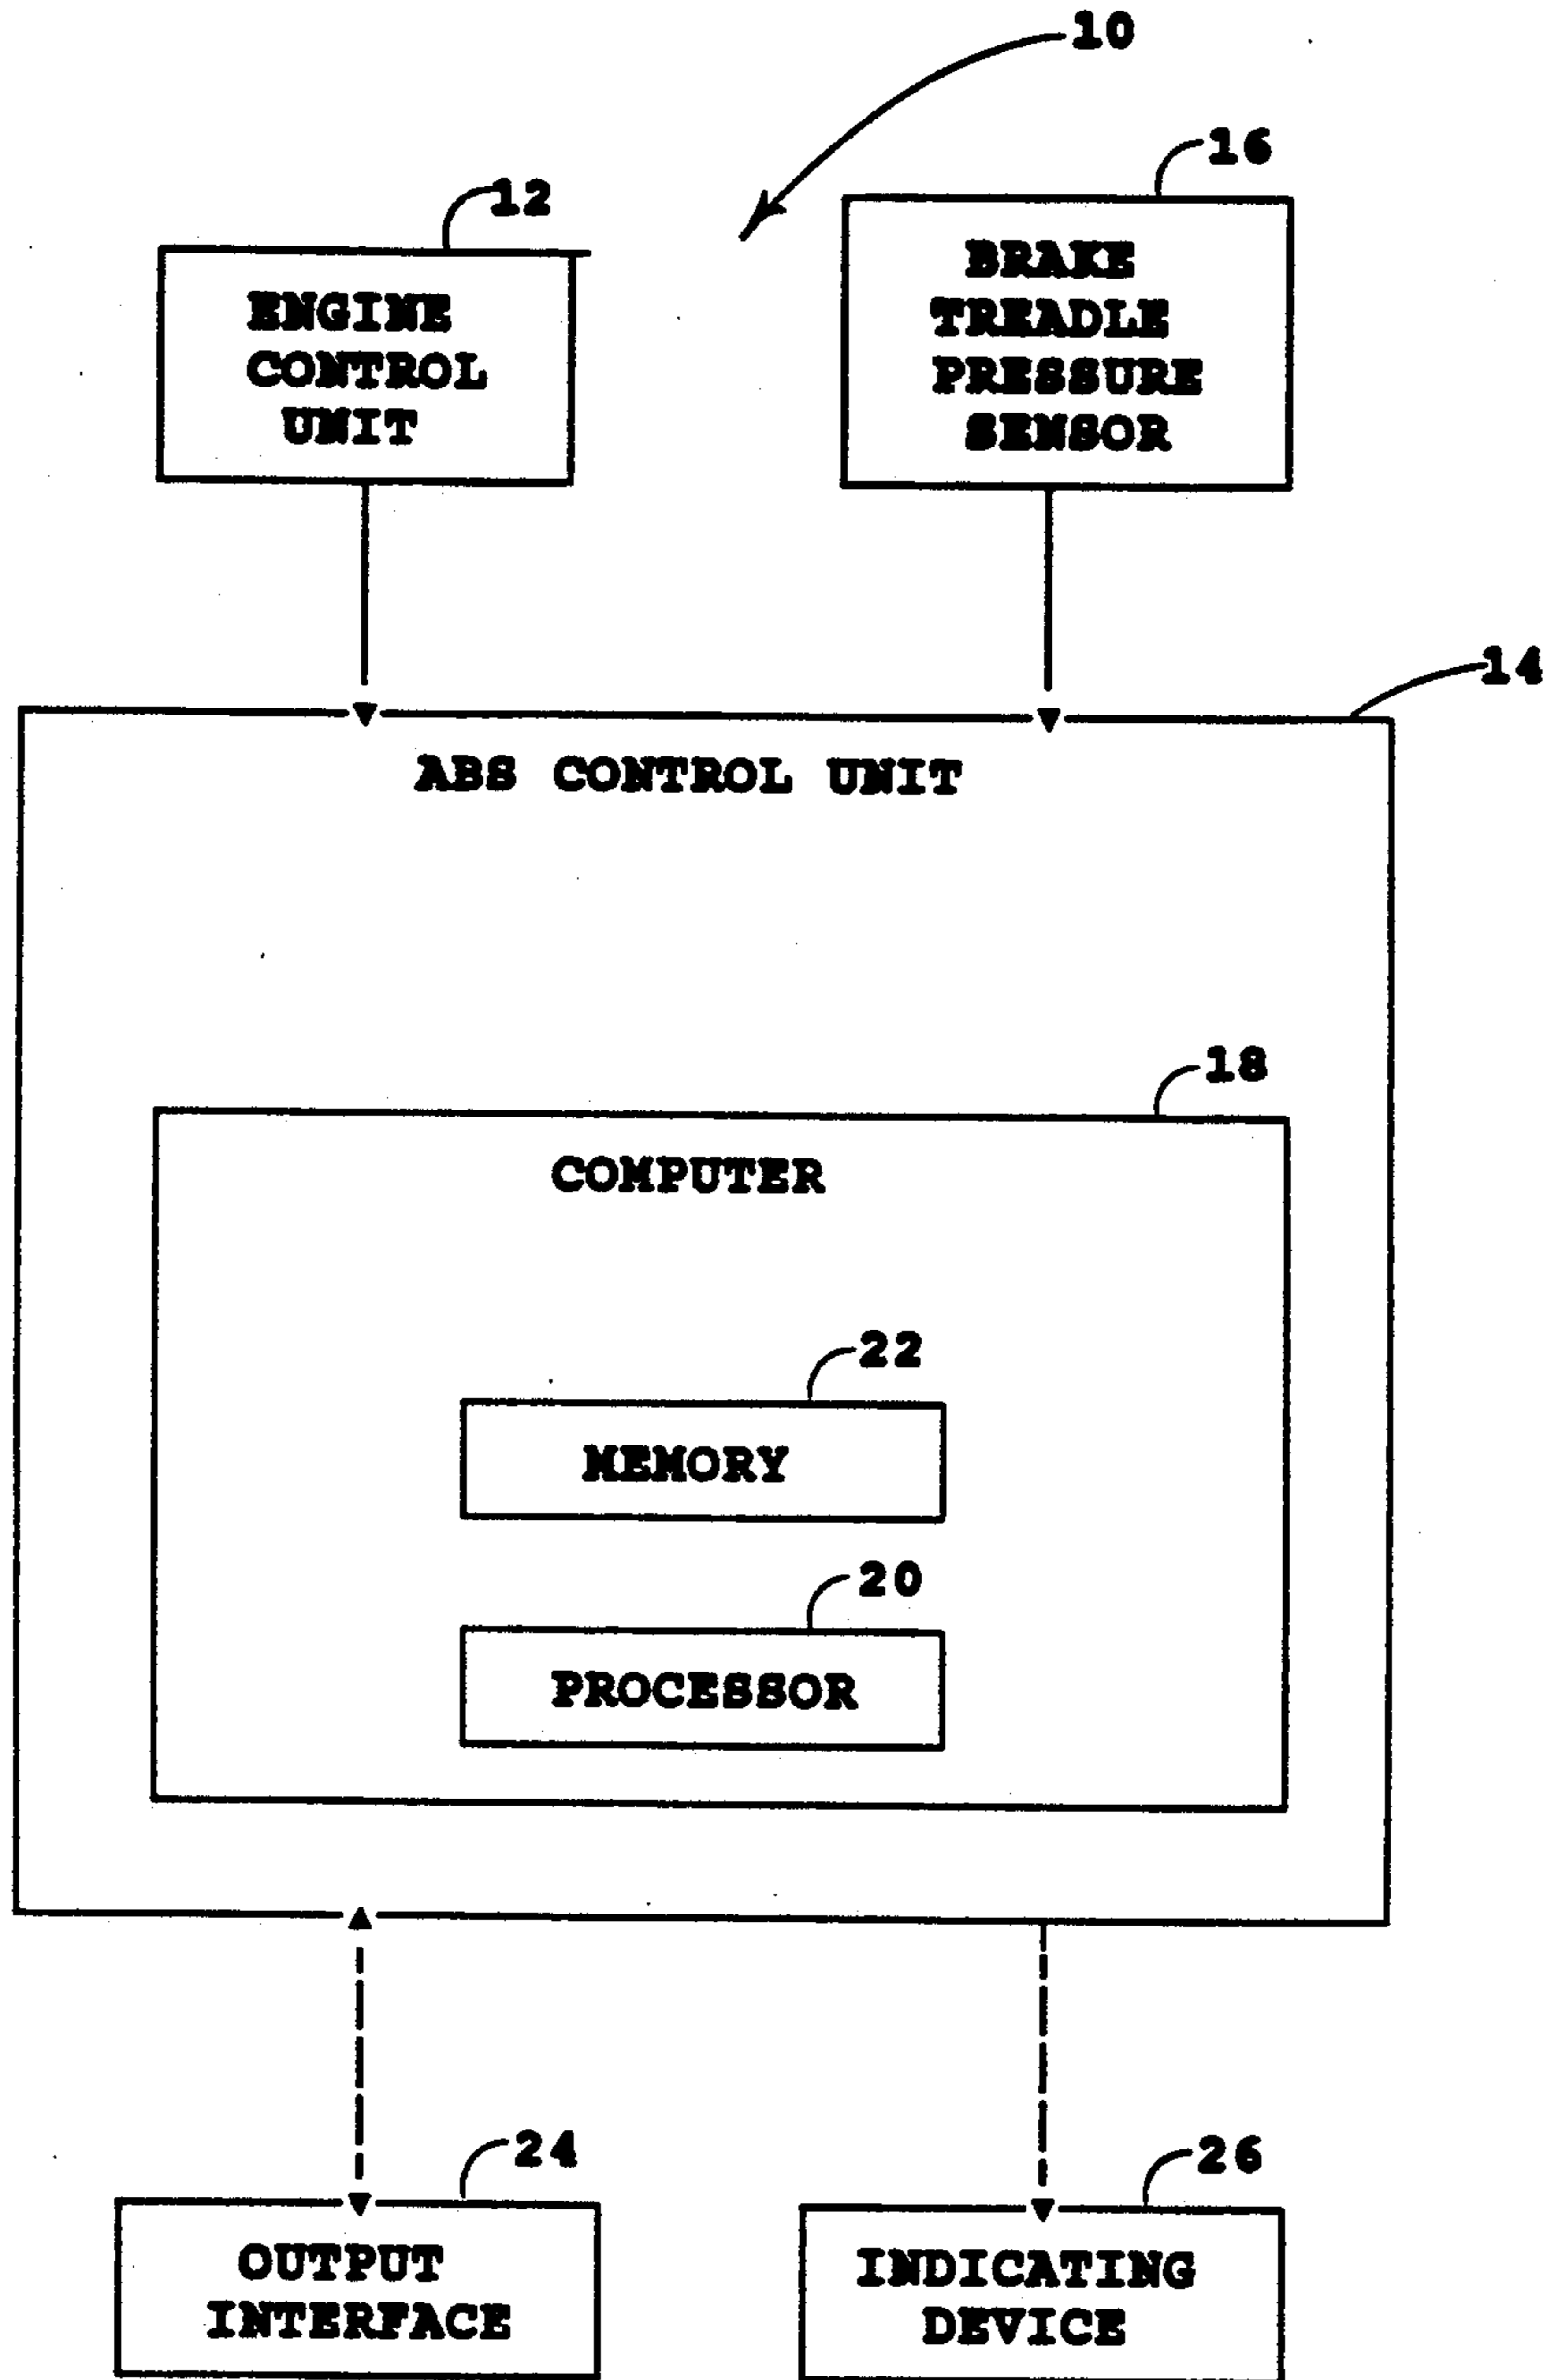 10
16
12
BRAKE
TREADLE
PRESSURE
SENSOR
ENGINE
CONTROL
UNIT
14
ABS CONTROL UNIT
18
COMPUTER
22
MEMORY
20
PROCESSOR
24
26
OUTPUT
INTERFACE
INDICATING
DEVICE